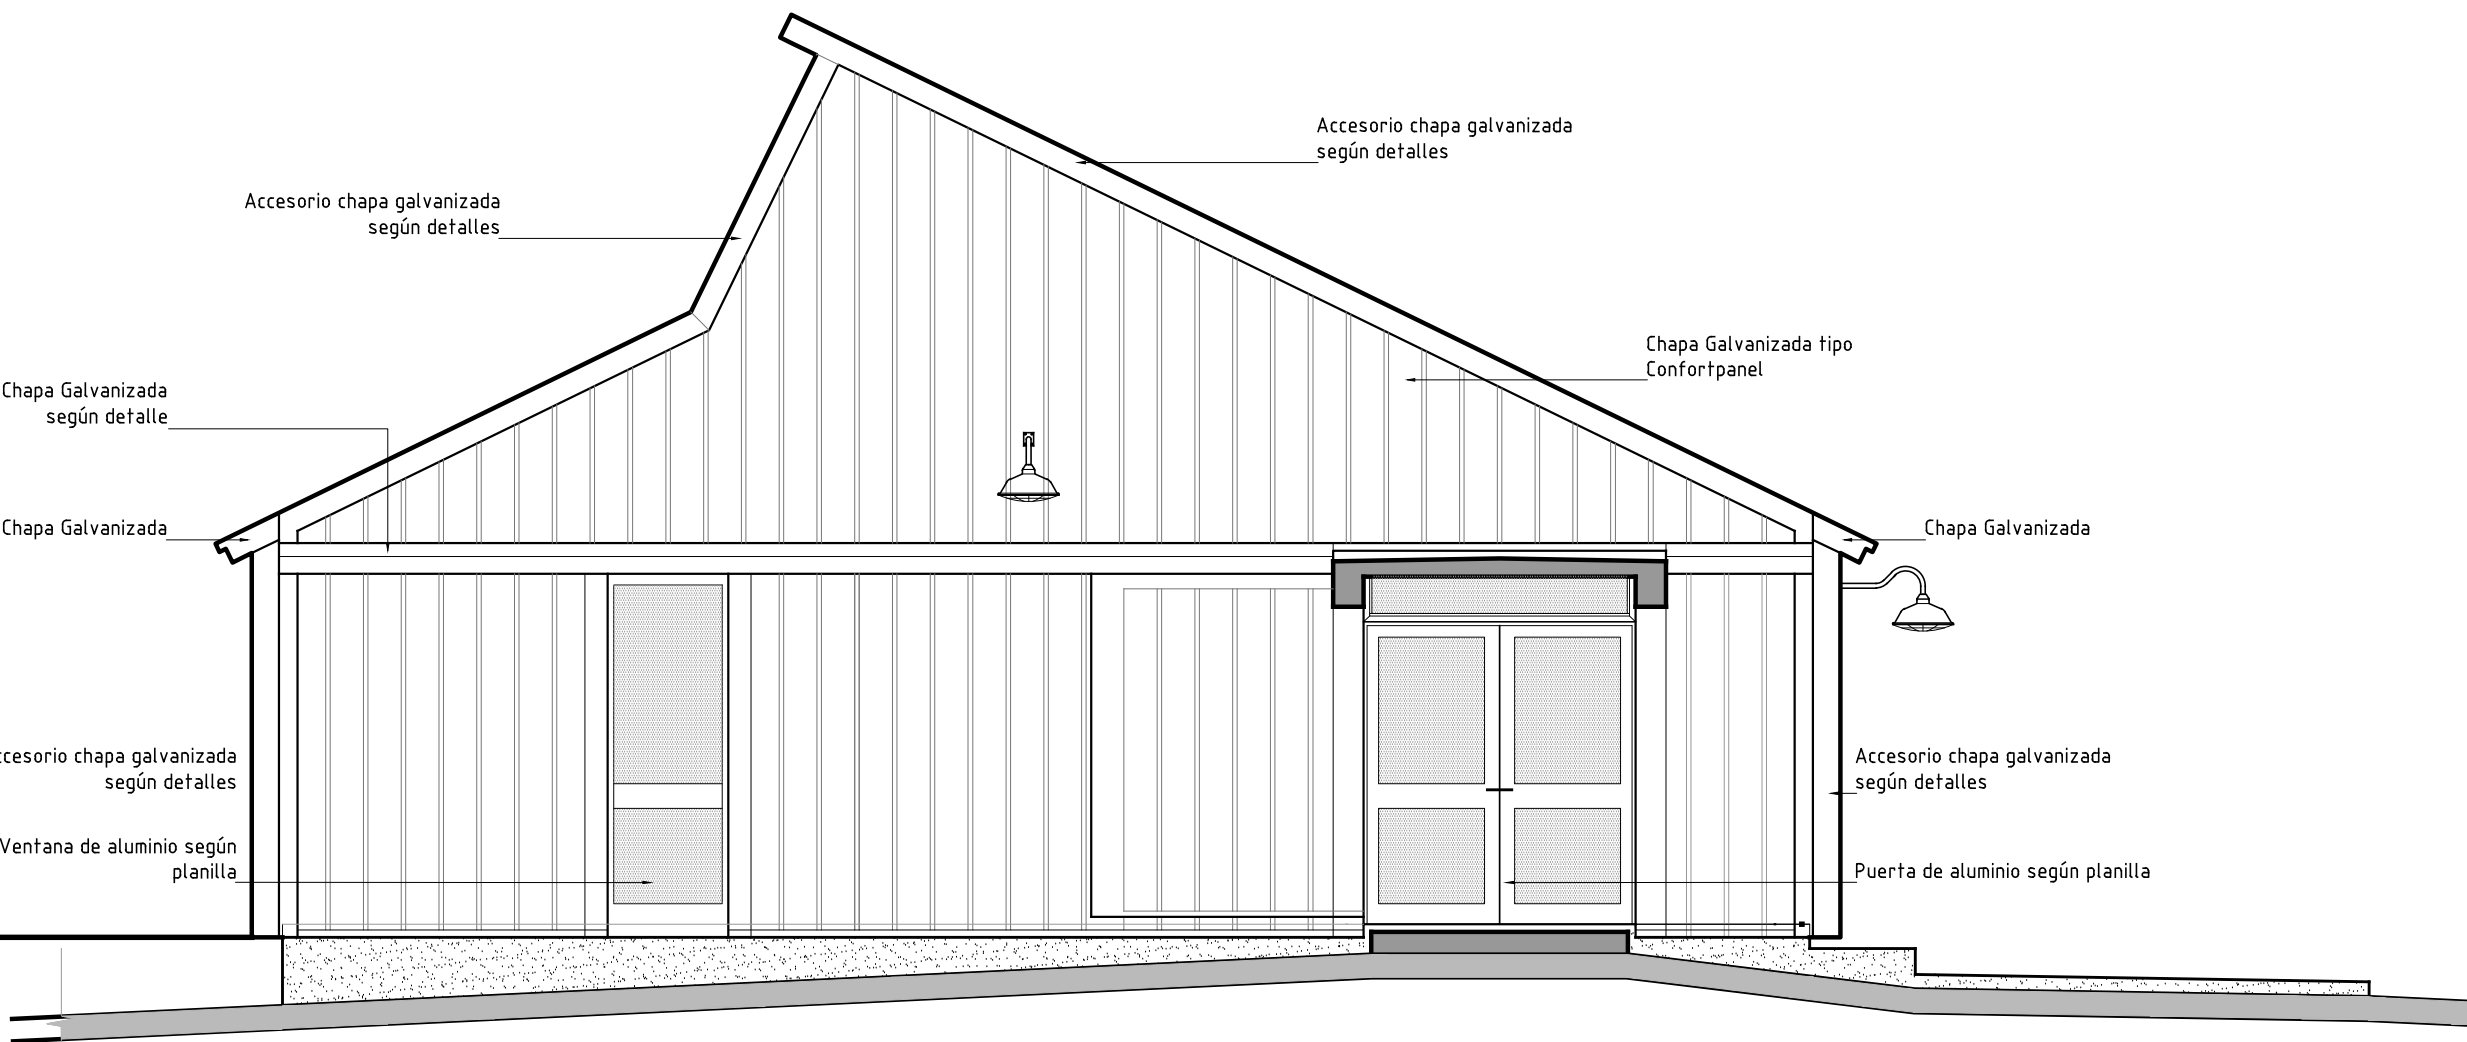 Accesorio chapa galvanizada
según detalles
Accesorio chapa galvanizada
según detalles
Chapa Galvanizada tipo
Confortpanel
Chapa Galvanizada
según detalle
Chapa Galvanizada
Chapa Galvanizada
ccesorio chapa galvanizada
según detalles
Accesorio chapa galvanizada
según detalles
Ventana de aluminio según
planilla
Puerta de aluminio según planilla